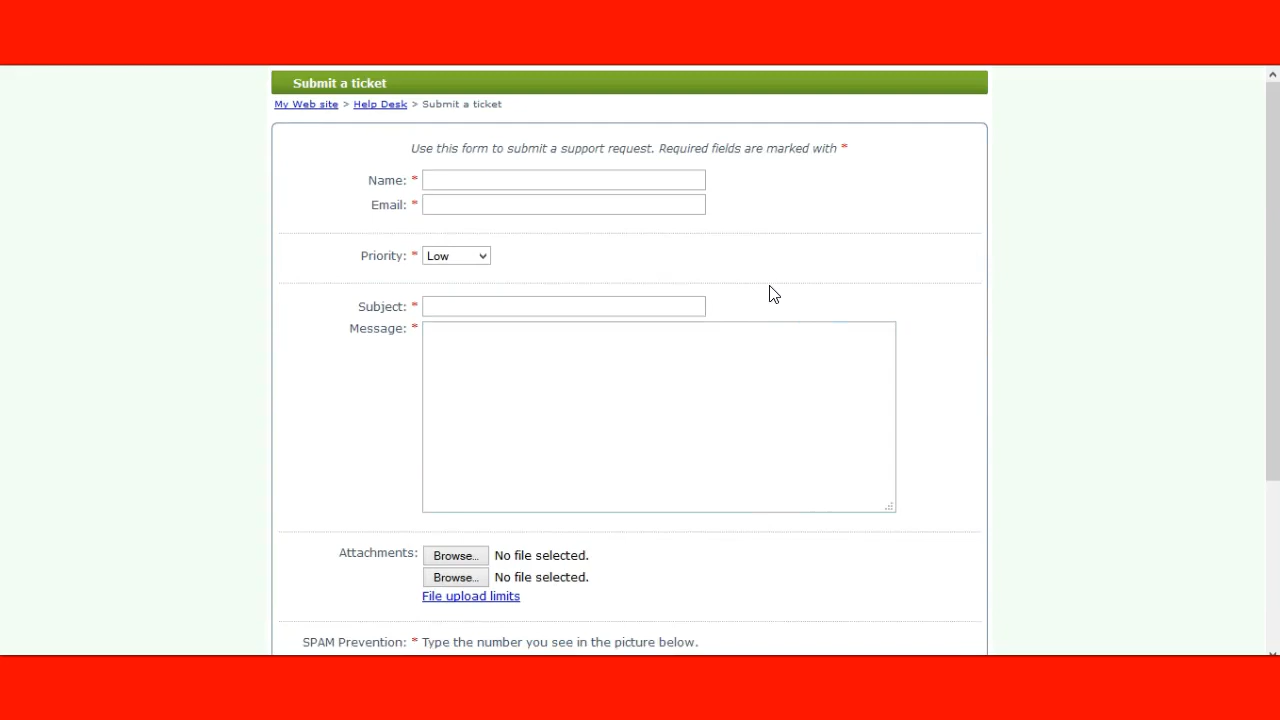 Submit a ticket
My Web site > Help Desk > Submit a ticket
Use this form to submit a support request. Required fields are marked with *
Name: *
Email: *
Priority: * Low
Subject: *
Message: *
Attachments: Browse... No file selected.
Browse... No file selected.
File upload limits
SPAM Prevention: * Type the number you see in the picture below.